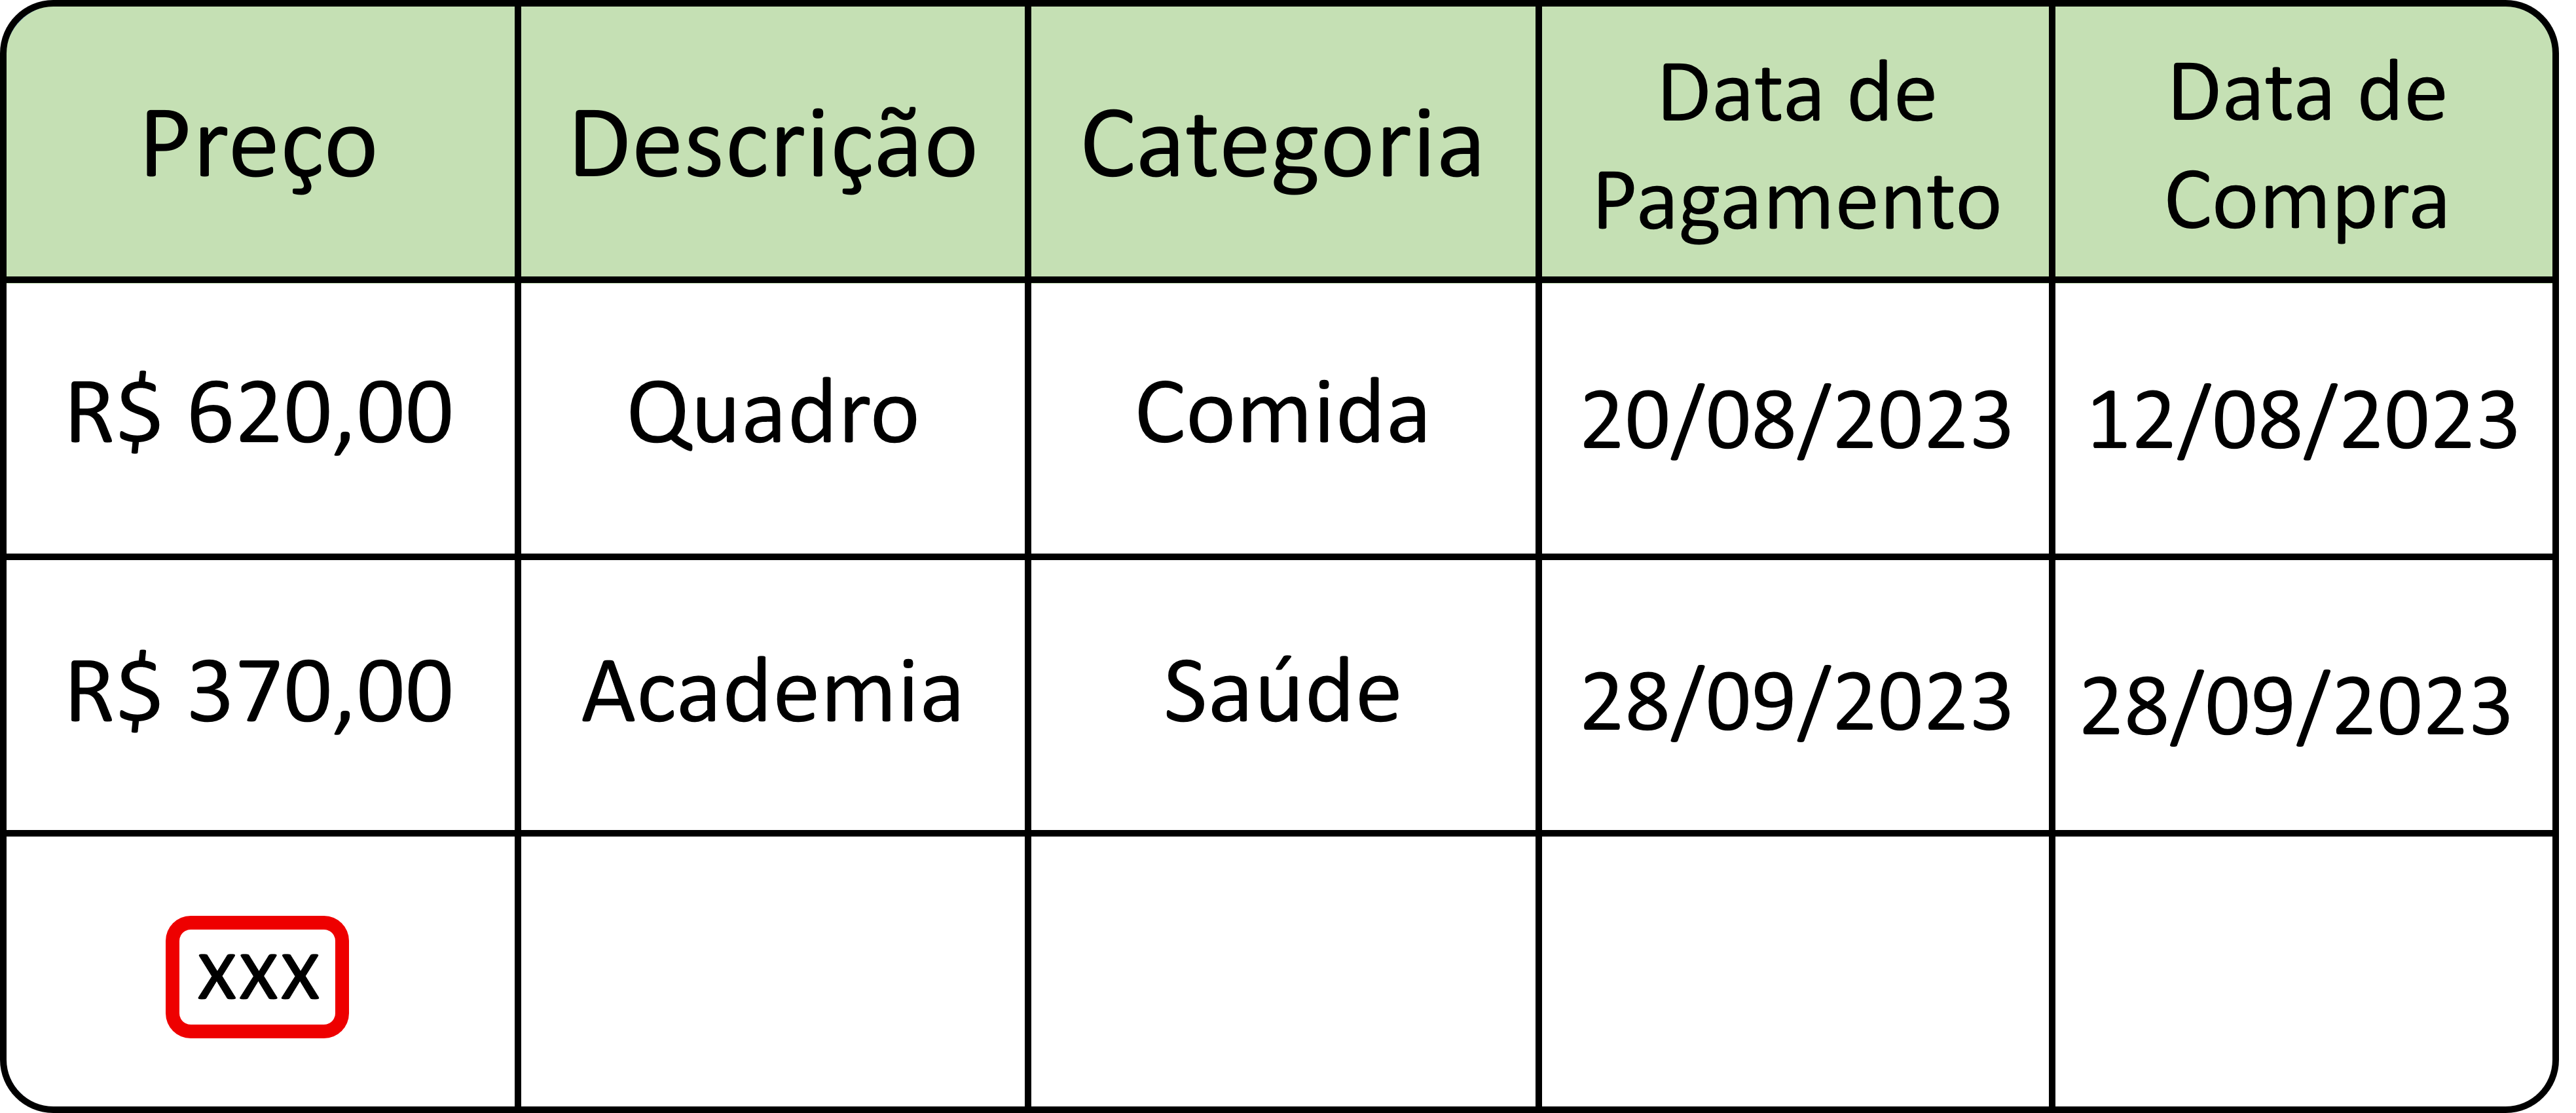 Preço Descrição Categoria Data de Pagamento Data de Compra
R$ 620,00 Quadro Comida 20/08/2023 12/08/2023
R$ 370,00 Academia Saúde 28/09/2023 28/09/2023
xxx